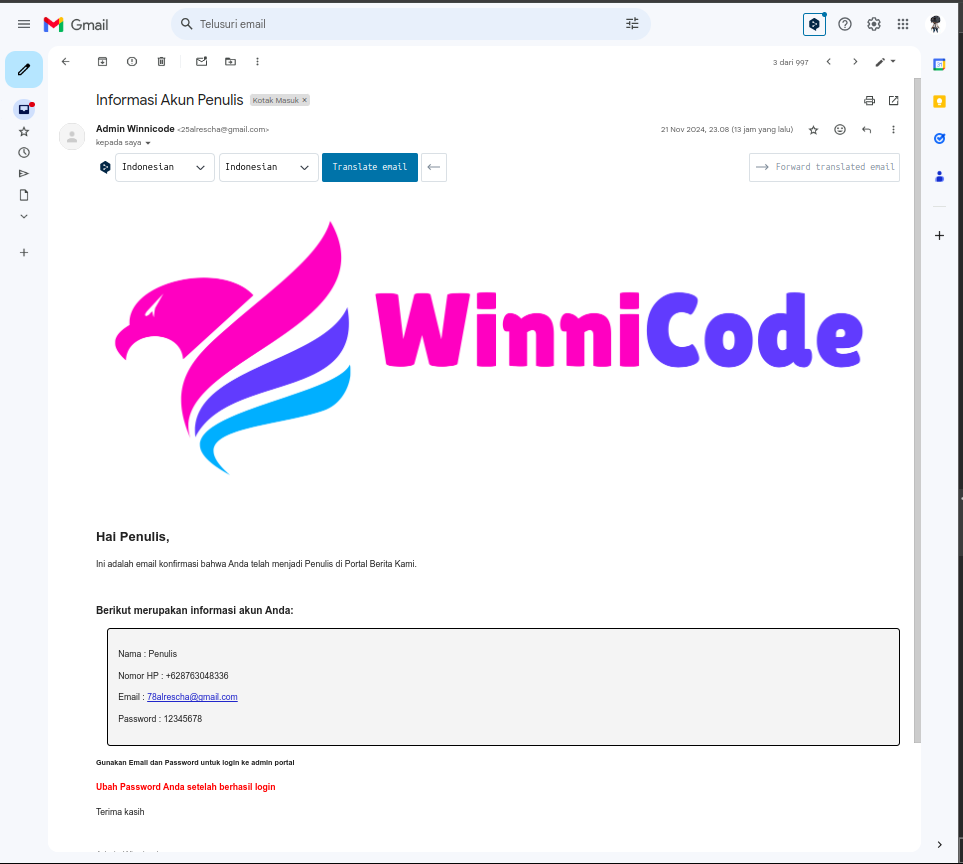 Gmail
Telusuri email
3 dari 997
Informasi Akun Penulis
Kotak Masuk ×
Admin Winnicode <25alrescha@gmail.com>
21 Nov 2024, 23.08 (13 jam yang lalu)
kepada saya
Indonesian
Indonesian
Translate email
Forward translated email
WinniCode
Hai Penulis,
Ini adalah email konfirmasi bahwa Anda telah menjadi Penulis di Portal Berita Kami.
Berikut merupakan informasi akun Anda:
Nama : Penulis
Nomor HP : +628763048336
Email : 78alrescha@gmail.com
Password : 12345678
Gunakan Email dan Password untuk login ke admin portal
Ubah Password Anda setelah berhasil login
Terima kasih